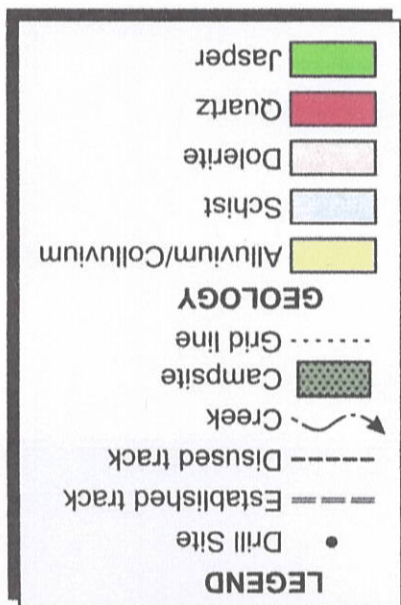 LEGEND
Drill Site
Established track
Disused track
Creek
Campsite
Grid line
GEOLOGY
Alluvium/Colluvium
Schist
Dolerite
Quartz
Jasper